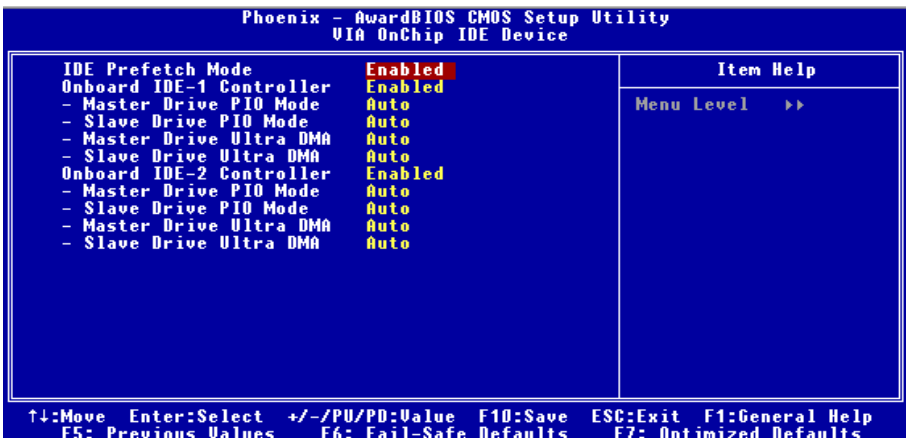 Phoenix - AwardBIOS CMOS Setup Utility
VIA OnChip IDE Device
IDE Prefetch Mode Enabled
Onboard IDE-1 Controller Enabled
- Master Drive PIO Mode Auto
- Slave Drive PIO Mode Auto
- Master Drive Ultra DMA Auto
- Slave Drive Ultra DMA Auto
Onboard IDE-2 Controller Enabled
- Master Drive PIO Mode Auto
- Slave Drive PIO Mode Auto
- Master Drive Ultra DMA Auto
- Slave Drive Ultra DMA Auto
Item Help
Menu Level ▸▸
↑↓:Move Enter:Select +/-/PU/PD:Value F10:Save ESC:Exit F1:General Help
F5: Previous Values F6: Fail-Safe Defaults F7: Optimized Defaults